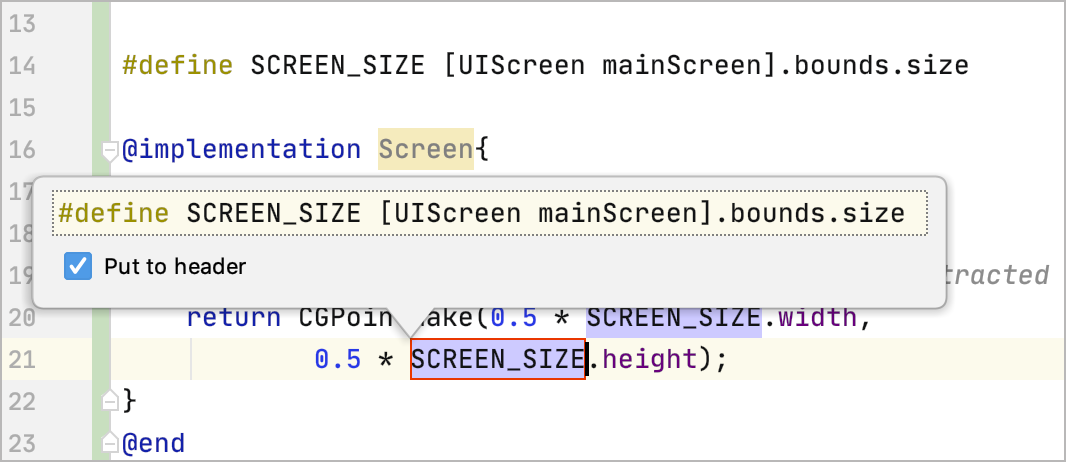 13
14 #define SCREEN_SIZE [UIScreen mainScreen].bounds.size
15
16 @implementation Screen{
17
#define SCREEN_SIZE [UIScreen mainScreen].bounds.size
18
Put to header
19 tracted
20 return CGPoin ake(0.5 * SCREEN_SIZE.width,
21 0.5 * SCREEN_SIZE.height);
22 }
23 @end